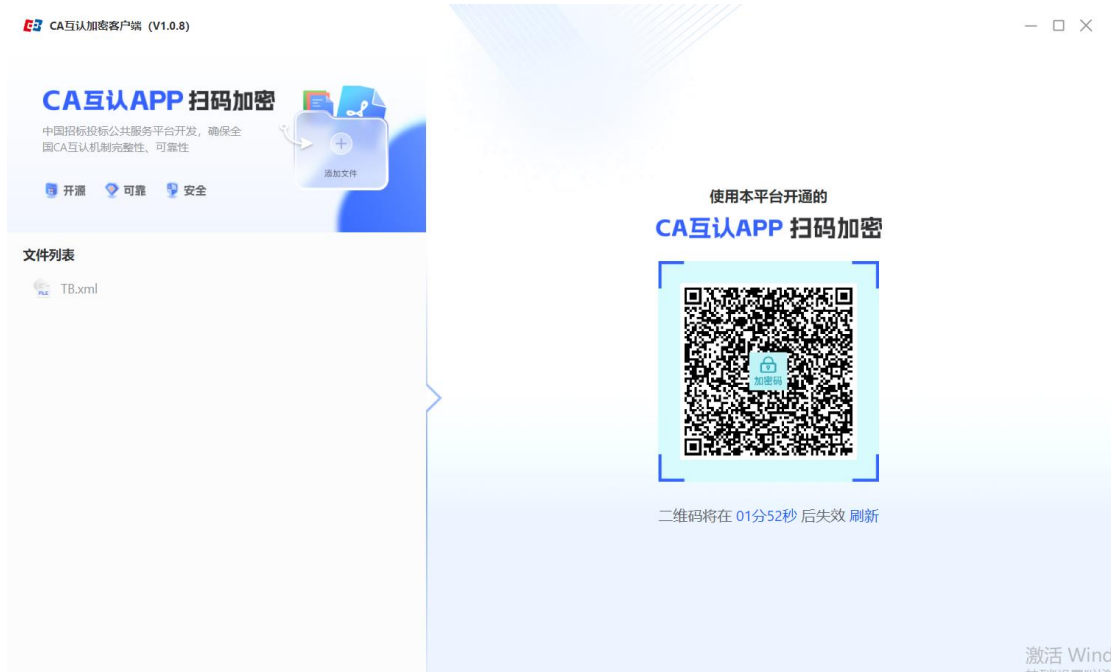 CA互认加密客户端 (V1.0.8)
CA互认APP 扫码加密
中国招标投标公共服务平台开发，确保全
国CA互认机制完整性、可靠性
添加文件
开源 可靠 安全
文件列表
FILE TB.xml
使用本平台开通的
CA互认APP 扫码加密
加密码
二维码将在 01分52秒 后失效 刷新
激活 Wind